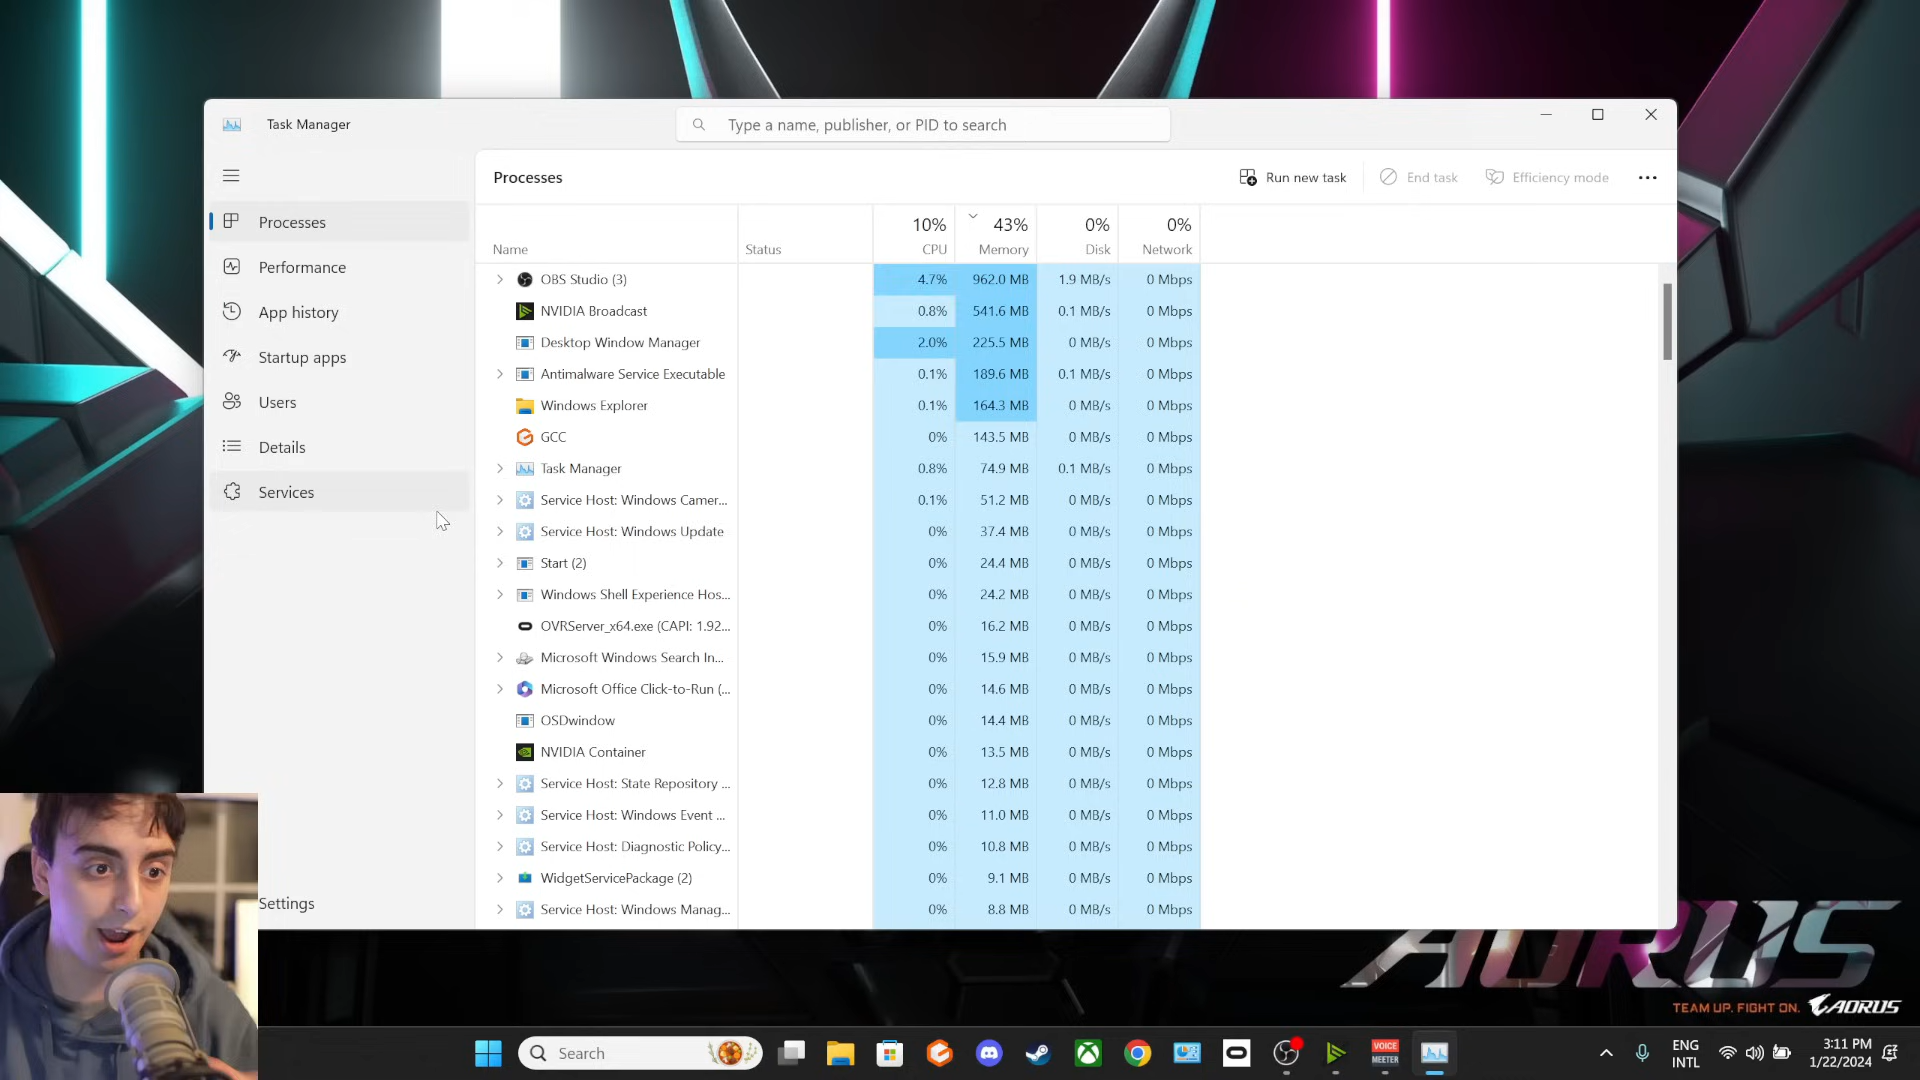 Task Manager
Type a name, publisher, or PID to search
Processes
Run new task
End task
Efficiency mode
Processes
Performance
App history
Startup apps
Users
Details
Services
Settings
10% 43% 0% 0%
Name Status CPU Memory Disk Network
OBS Studio (3) 4.7% 962.0 MB 1.9 MB/s 0 Mbps
NVIDIA Broadcast 0.8% 541.6 MB 0.1 MB/s 0 Mbps
Desktop Window Manager 2.0% 225.5 MB 0 MB/s 0 Mbps
Antimalware Service Executable 0.1% 189.6 MB 0.1 MB/s 0 Mbps
Windows Explorer 0.1% 164.3 MB 0 MB/s 0 Mbps
GCC 0% 143.5 MB 0 MB/s 0 Mbps
Task Manager 0.8% 74.9 MB 0.1 MB/s 0 Mbps
Service Host: Windows Camer... 0.1% 51.2 MB 0 MB/s 0 Mbps
Service Host: Windows Update 0% 37.4 MB 0 MB/s 0 Mbps
Start (2) 0% 24.4 MB 0 MB/s 0 Mbps
Windows Shell Experience Hos... 0% 24.2 MB 0 MB/s 0 Mbps
OVRServer_x64.exe (CAPI: 1.92... 0% 16.2 MB 0 MB/s 0 Mbps
Microsoft Windows Search In... 0% 15.9 MB 0 MB/s 0 Mbps
Microsoft Office Click-to-Run (... 0% 14.6 MB 0 MB/s 0 Mbps
OSDwindow 0% 14.4 MB 0 MB/s 0 Mbps
NVIDIA Container 0% 13.5 MB 0 MB/s 0 Mbps
Service Host: State Repository ... 0% 12.8 MB 0 MB/s 0 Mbps
Service Host: Windows Event ... 0% 11.0 MB 0 MB/s 0 Mbps
Service Host: Diagnostic Policy... 0% 10.8 MB 0 MB/s 0 Mbps
WidgetServicePackage (2) 0% 9.1 MB 0 MB/s 0 Mbps
Service Host: Windows Manag... 0% 8.8 MB 0 MB/s 0 Mbps
AORUS
TEAM UP. FIGHT ON. AORUS
Search
VOICE
MEETER
ENG
INTL
3:11 PM
1/22/2024